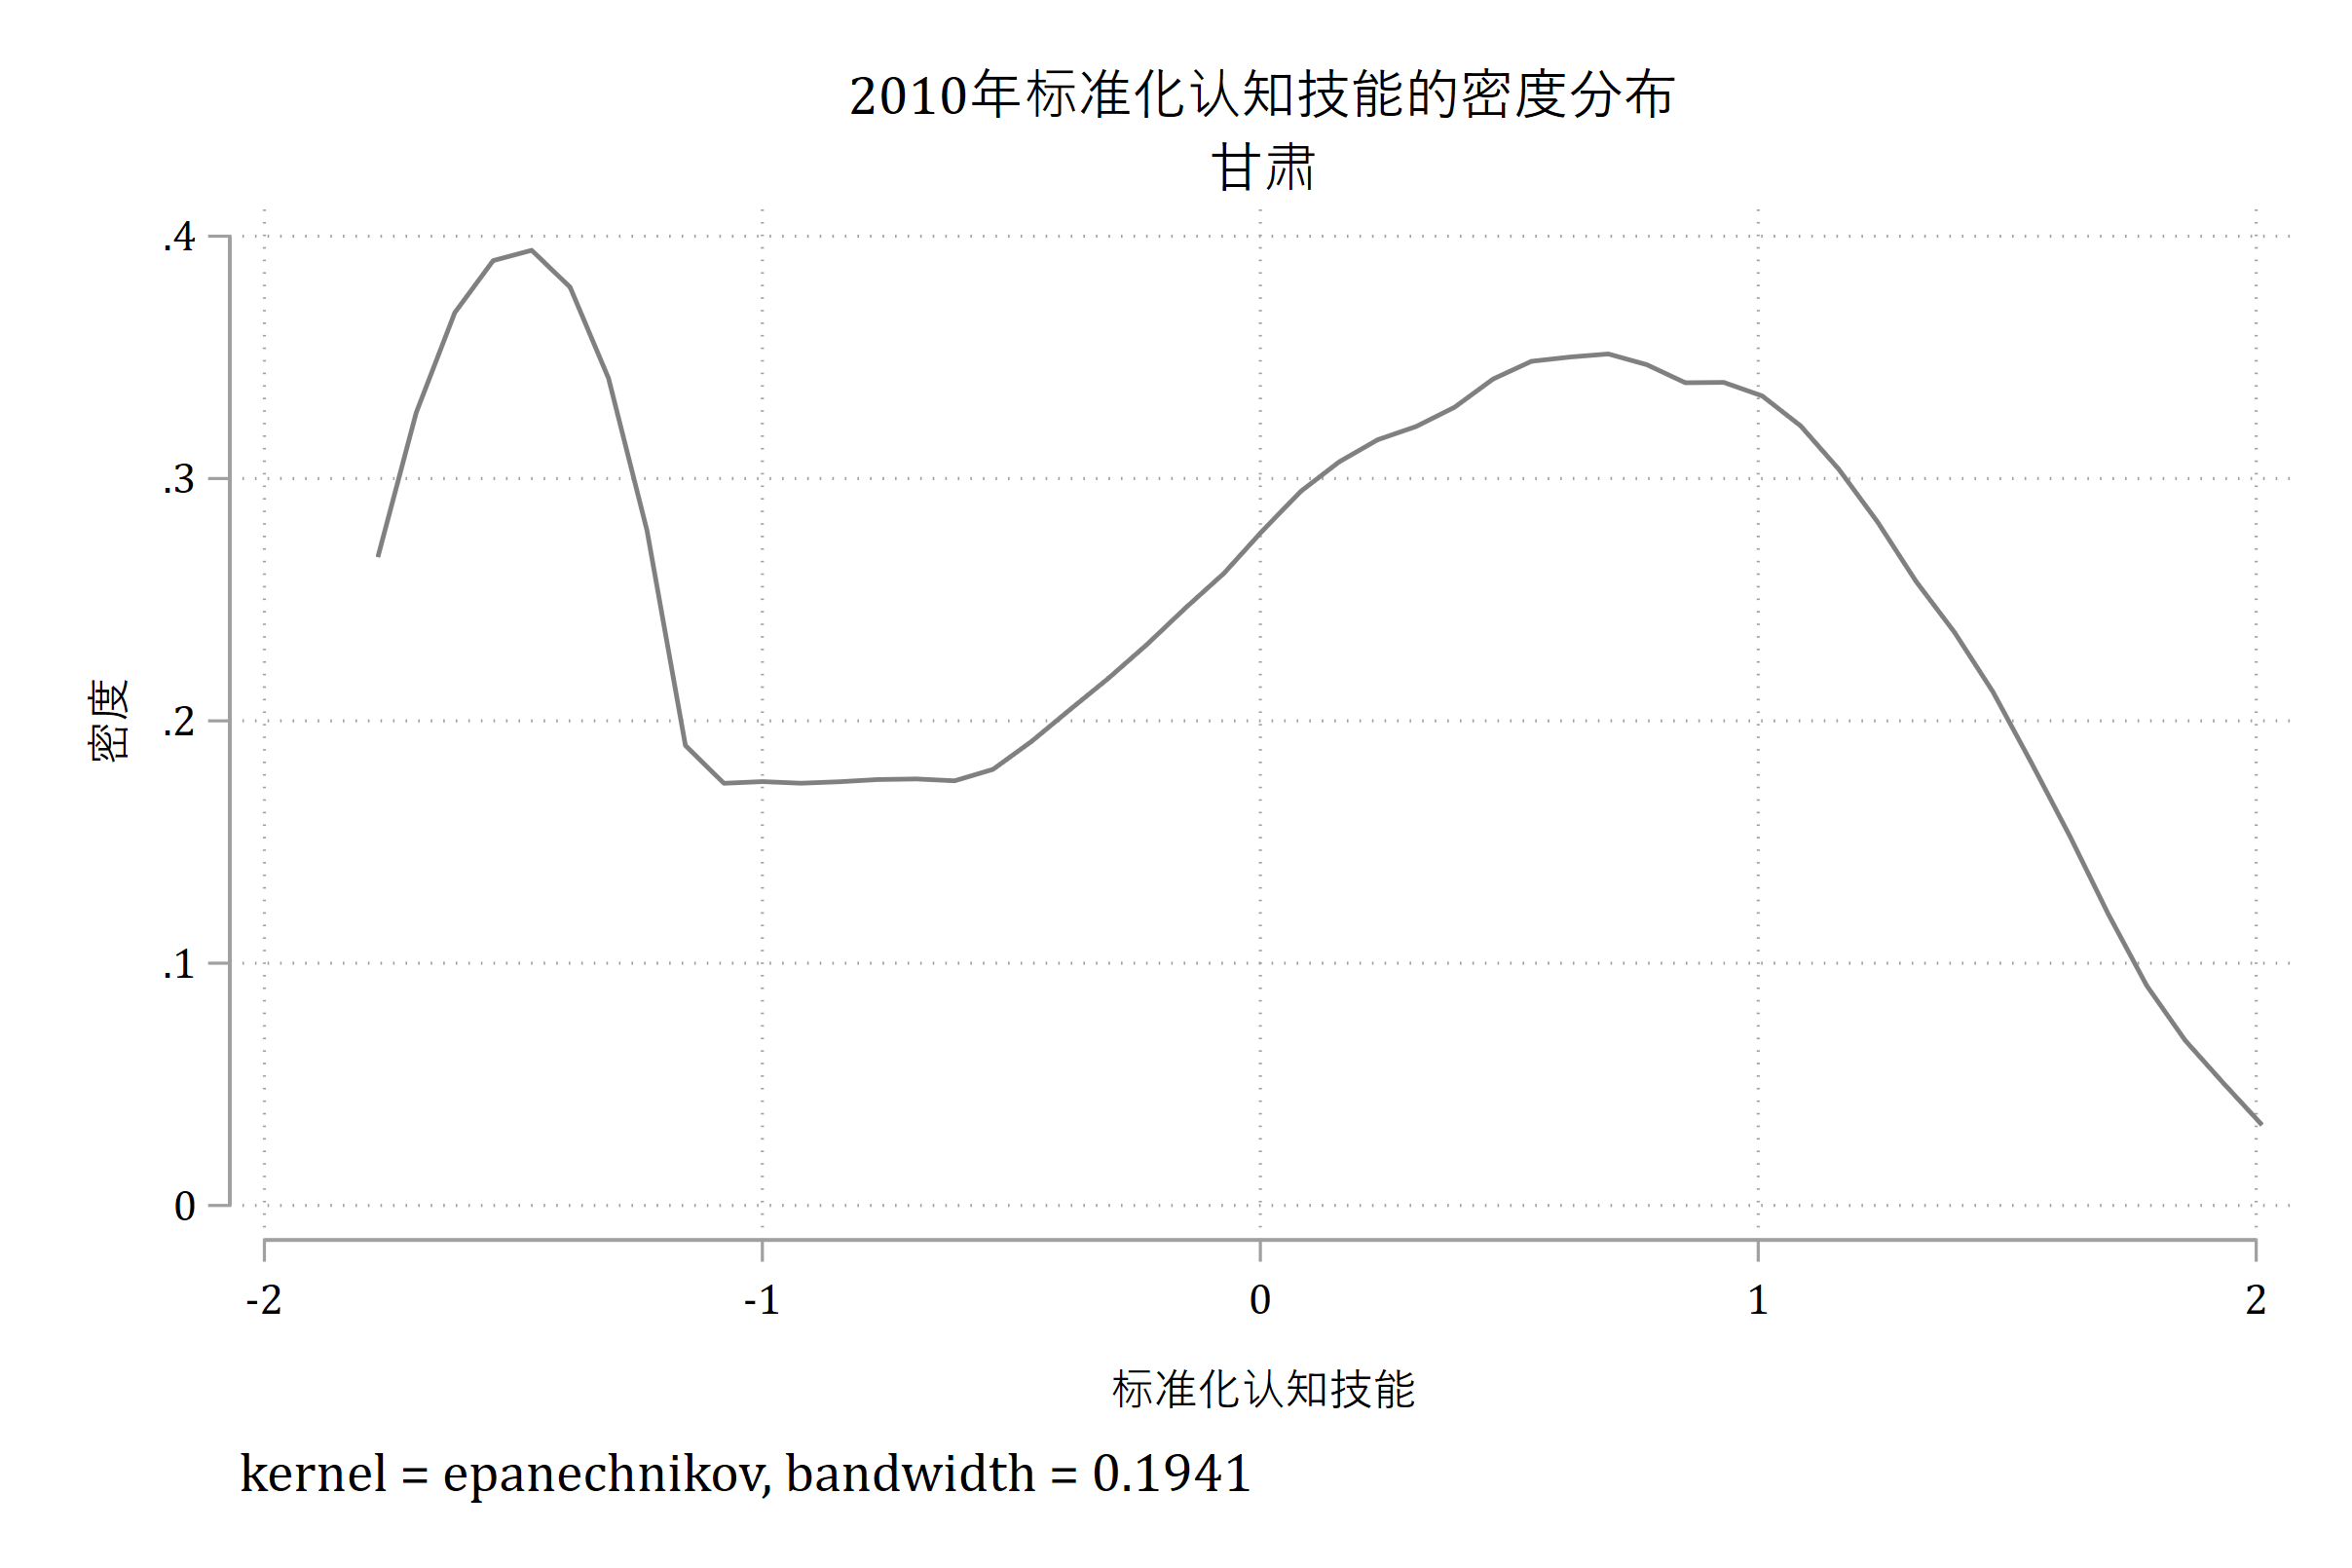 2010年标准化认知技能的密度分布
甘肃
.4
.3
.2
.1
0
密度
-2 -1 0 1 2
标准化认知技能
kernel = epanechnikov, bandwidth = 0.1941